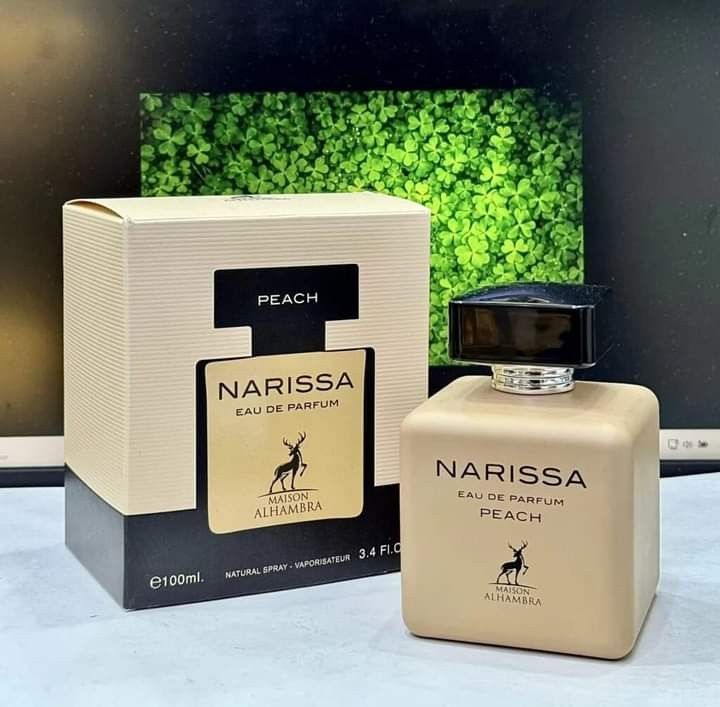 PEACH
NARISSA
EAU DE PARFUM
MAISON
ALHAMBRA
e100ml.
NATURAL SPRAY - VAPORISATEUR
3.4 Fl.O
NARISSA
EAU DE PARFUM
PEACH
MAISON
ALHAMBRA